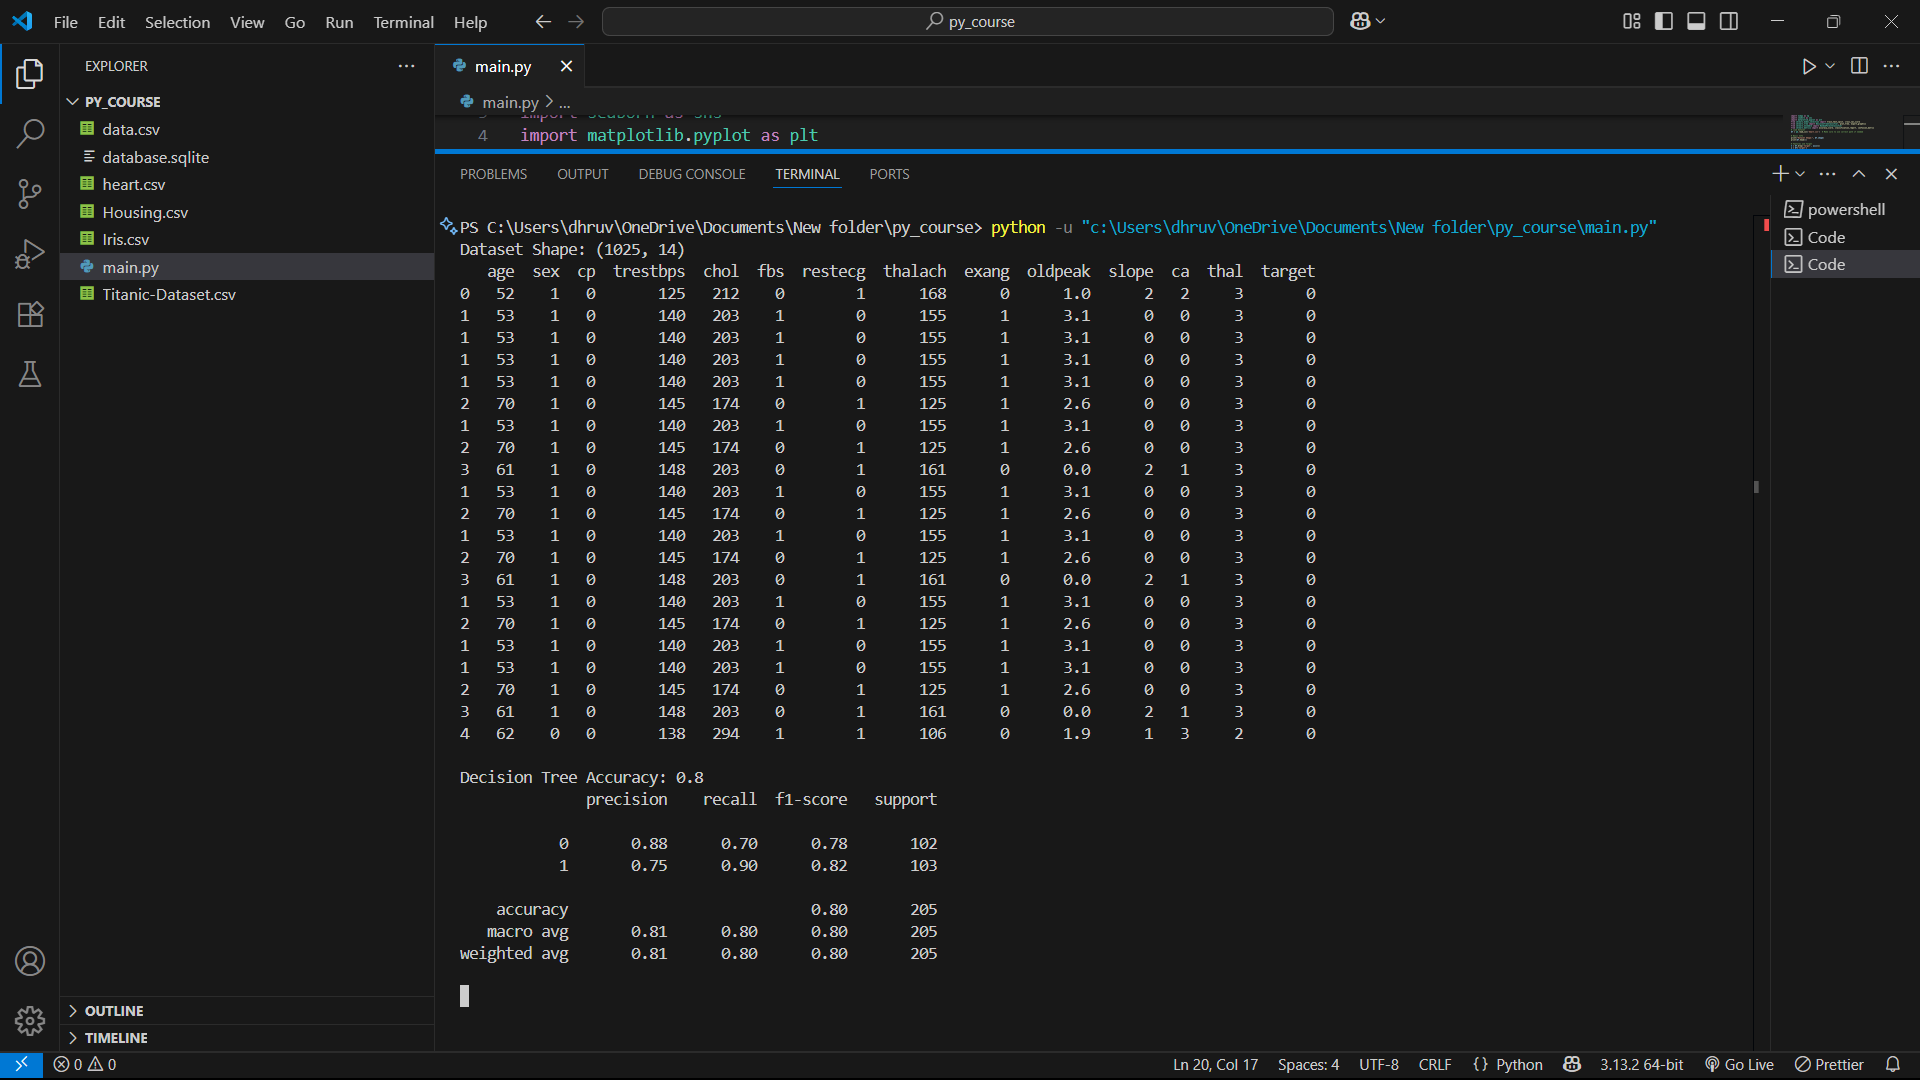 File Edit Selection View Go Run Terminal Help
py_course
EXPLORER
PY_COURSE
data.csv
database.sqlite
heart.csv
Housing.csv
Iris.csv
main.py
Titanic-Dataset.csv
OUTLINE
TIMELINE
main.py
main.py > ...
3 import seaborn as sns
4 import matplotlib.pyplot as plt
PROBLEMS OUTPUT DEBUG CONSOLE TERMINAL PORTS
powershell
Code
Code
PS C:\Users\dhruv\OneDrive\Documents\New folder\py_course> python -u "c:\Users\dhruv\OneDrive\Documents\New folder\py_course\main.py"
Dataset Shape: (1025, 14)
age sex cp trestbps chol fbs restecg thalach exang oldpeak slope ca thal target
0 52 1 0 125 212 0 1 168 0 1.0 2 2 3 0
1 53 1 0 140 203 1 0 155 1 3.1 0 0 3 0
1 53 1 0 140 203 1 0 155 1 3.1 0 0 3 0
1 53 1 0 140 203 1 0 155 1 3.1 0 0 3 0
1 53 1 0 140 203 1 0 155 1 3.1 0 0 3 0
2 70 1 0 145 174 0 1 125 1 2.6 0 0 3 0
1 53 1 0 140 203 1 0 155 1 3.1 0 0 3 0
2 70 1 0 145 174 0 1 125 1 2.6 0 0 3 0
3 61 1 0 148 203 0 1 161 0 0.0 2 1 3 0
1 53 1 0 140 203 1 0 155 1 3.1 0 0 3 0
2 70 1 0 145 174 0 1 125 1 2.6 0 0 3 0
1 53 1 0 140 203 1 0 155 1 3.1 0 0 3 0
2 70 1 0 145 174 0 1 125 1 2.6 0 0 3 0
3 61 1 0 148 203 0 1 161 0 0.0 2 1 3 0
1 53 1 0 140 203 1 0 155 1 3.1 0 0 3 0
2 70 1 0 145 174 0 1 125 1 2.6 0 0 3 0
1 53 1 0 140 203 1 0 155 1 3.1 0 0 3 0
1 53 1 0 140 203 1 0 155 1 3.1 0 0 3 0
2 70 1 0 145 174 0 1 125 1 2.6 0 0 3 0
3 61 1 0 148 203 0 1 161 0 0.0 2 1 3 0
4 62 0 0 138 294 1 1 106 0 1.9 1 3 2 0
Decision Tree Accuracy: 0.8
precision recall f1-score support
0 0.88 0.70 0.78 102
1 0.75 0.90 0.82 103
accuracy 0.80 205
macro avg 0.81 0.80 0.80 205
weighted avg 0.81 0.80 0.80 205
0 0
Ln 20, Col 17 Spaces: 4 UTF-8 CRLF {} Python 3.13.2 64-bit Go Live Prettier